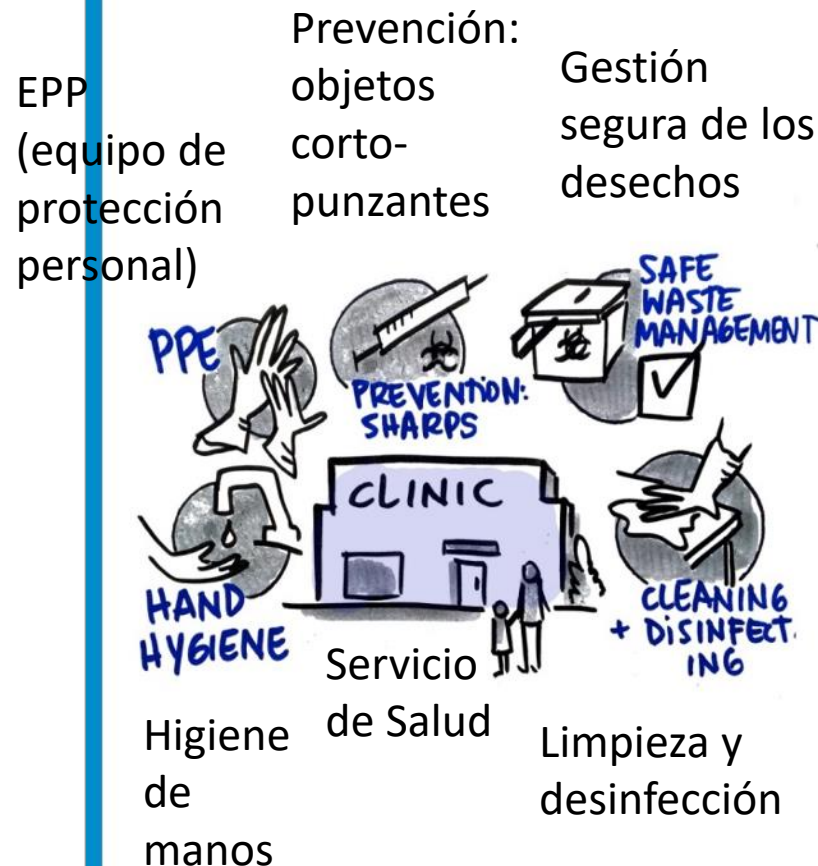 EPP
(equipo de
protección
personal)
Prevención:
objetos
corto-
punzantes
Gestión
segura de los
desechos
PPE
PREVENTION:
SHARPS
SAFE
WASTE
MANAGEMENT
CLINIC
HAND
HYGIENE
CLEANING
+ DISINFECT.
ING
Servicio
de Salud
Higiene
de
manos
Limpieza y
desinfección